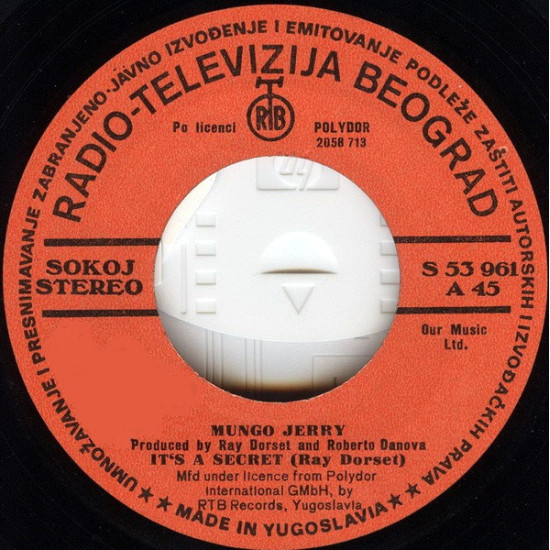 UMNOŽAVANJE I PRESNIMAVANJE ZABRANJENO·JAVNO IZVOĐENJE I EMITOVANJE PODLEŽE ZAŠTITI AUTORSKIH I IZVOĐAČKIH PRAVA
RADIO-TELEVIZIJA BEOGRAD
RTB
Po licenci
POLYDOR
2058 713
SOKOJ
STEREO
S 53 961
A 45
Our Music
Ltd.
MUNGO JERRY
Produced by Ray Dorset and Roberto Danova
IT'S A SECRET (Ray Dorset)
Mfd under licence from Polydor
international GmbH, by
RTB Records, Yugoslavia
★★ MADE IN YUGOSLAVIA ★★